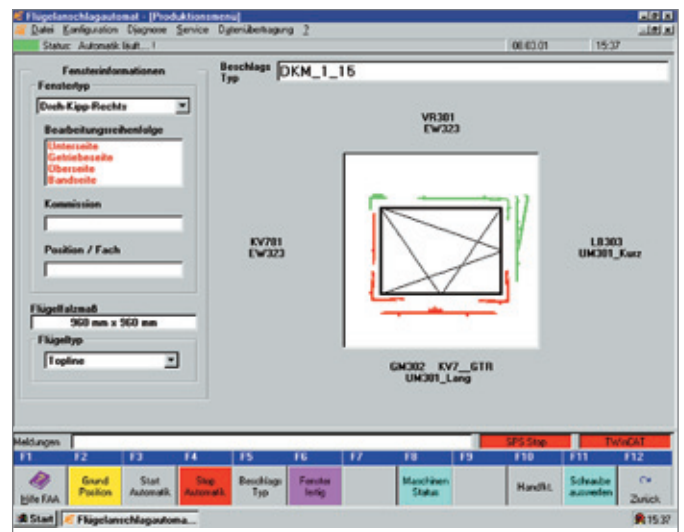 Flügelanschlagautomat - [Produktionsmenu]
Datei Konfiguration Diagnose Service Datenübertragung ?
Status: Automatik läuft... ! 08.03.01 15:37
Fensterinformationen
Fenstertyp
Dreh-Kipp-Rechts
Bearbeitungsreihenfolge
Unterseite
Getriebeseite
Oberseite
Bandseite
Kommission
Position / Fach
Flügelfalzmaß
960 mm x 960 mm
Flügeltyp
Topline
Beschlags Typ DKM_1_15
VR301
EW323
KV701
EW323
LB303
UM301_Kurz
GM302 KV7__GTR
UM301_Lang
Meldungen SPS Stop TWinCAT
F1 F2 F3 F4 F5 F6 F7 F8 F9 F10 F11 F12
Hilfe FAA
Grund Position
Start Automatik
Stop Automatik
Beschlags Typ
Fenster fertig
Maschinen Status
Handfkt.
Schraube auswerfen
Zurück
Start Flügelanschlagautoma... 15:37